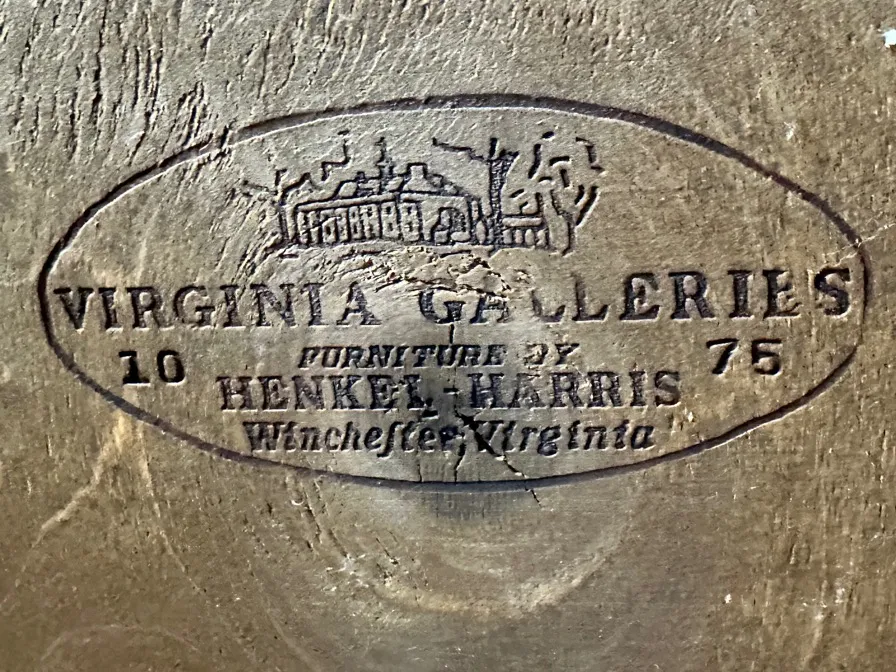 VIRGINIA GALLERIES
10 FURNITURE BY 75
HENKEL-HARRIS
Wincheſter, Virginia